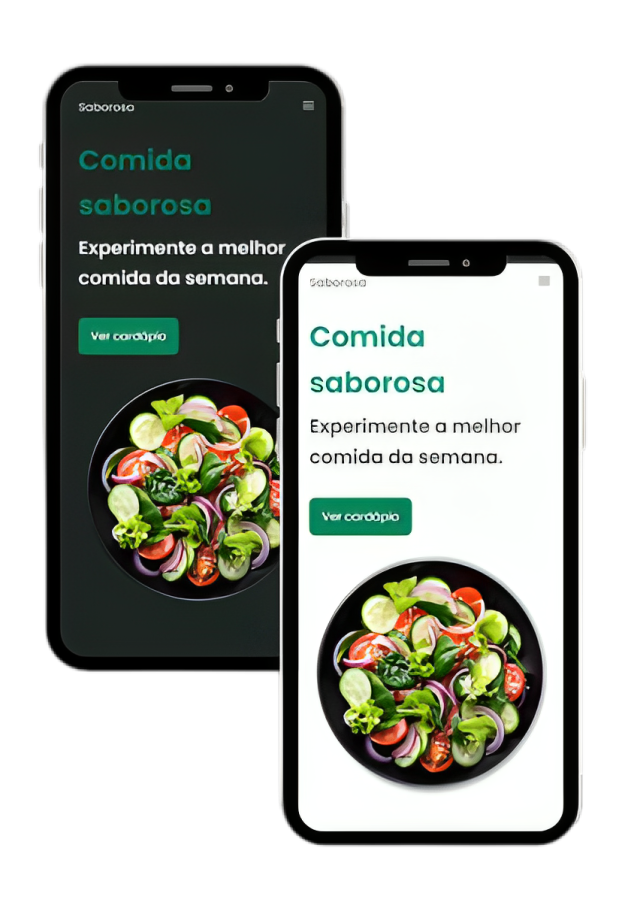 Saborosa
Comida
saborosa
Experimente a melhor
comida da semana.
Ver cardápio
Saborosa
Comida
saborosa
Experimente a melhor
comida da semana.
Ver cardápio